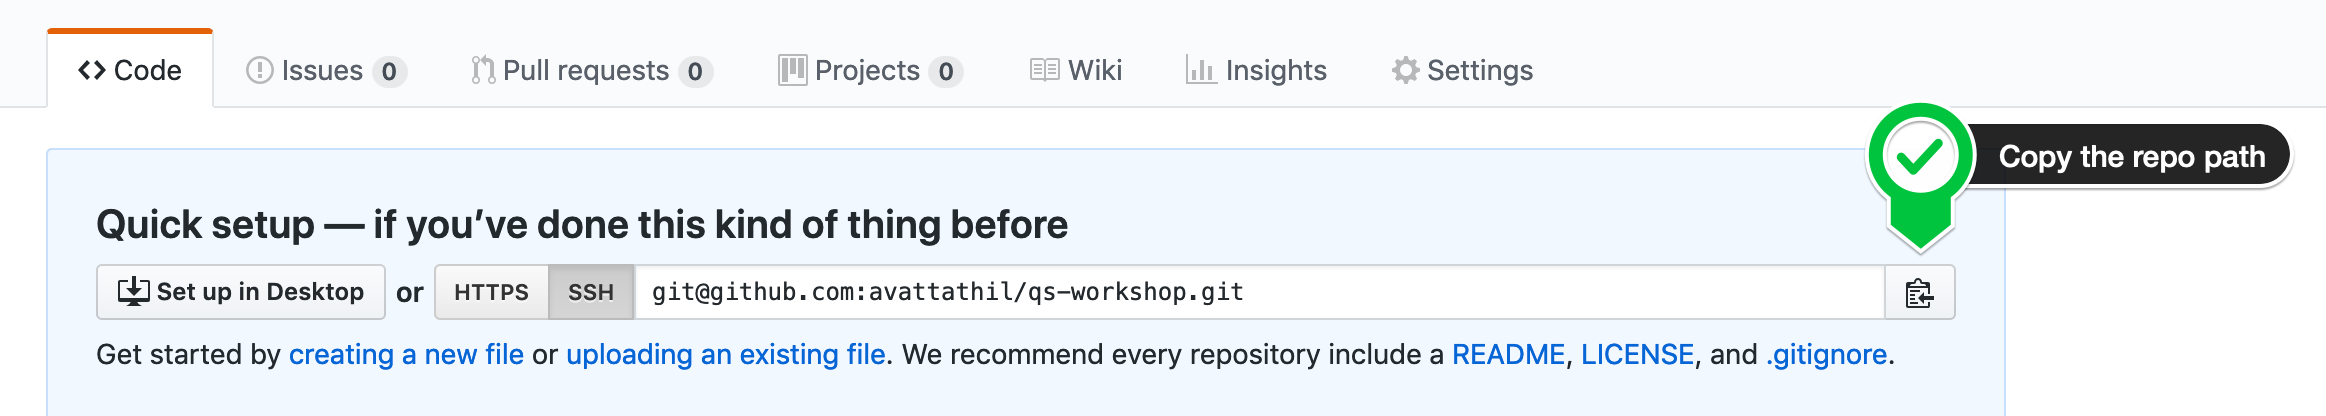 Code Issues 0 Pull requests 0 Projects 0 Wiki Insights Settings
Copy the repo path
Quick setup — if you’ve done this kind of thing before
Set up in Desktop or HTTPS SSH git@github.com:avattathil/qs-workshop.git
Get started by creating a new file or uploading an existing file. We recommend every repository include a README, LICENSE, and .gitignore.